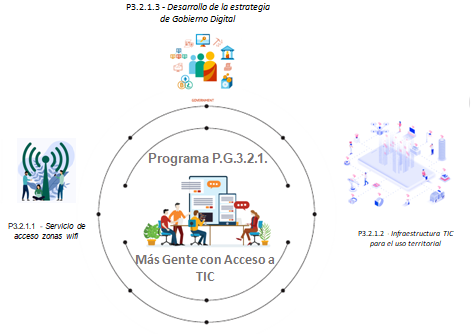 P3.2.1.3 - Desarrollo de la estrategia
de Gobierno Digital
GOVERNMENT
Programa P.G.3.2.1.
P3.2.1.1 - Servicio de
acceso zonas wifi
P3.2.1.2 - Infraestructura TIC
para el uso territorial
Más Gente con Acceso a
TIC